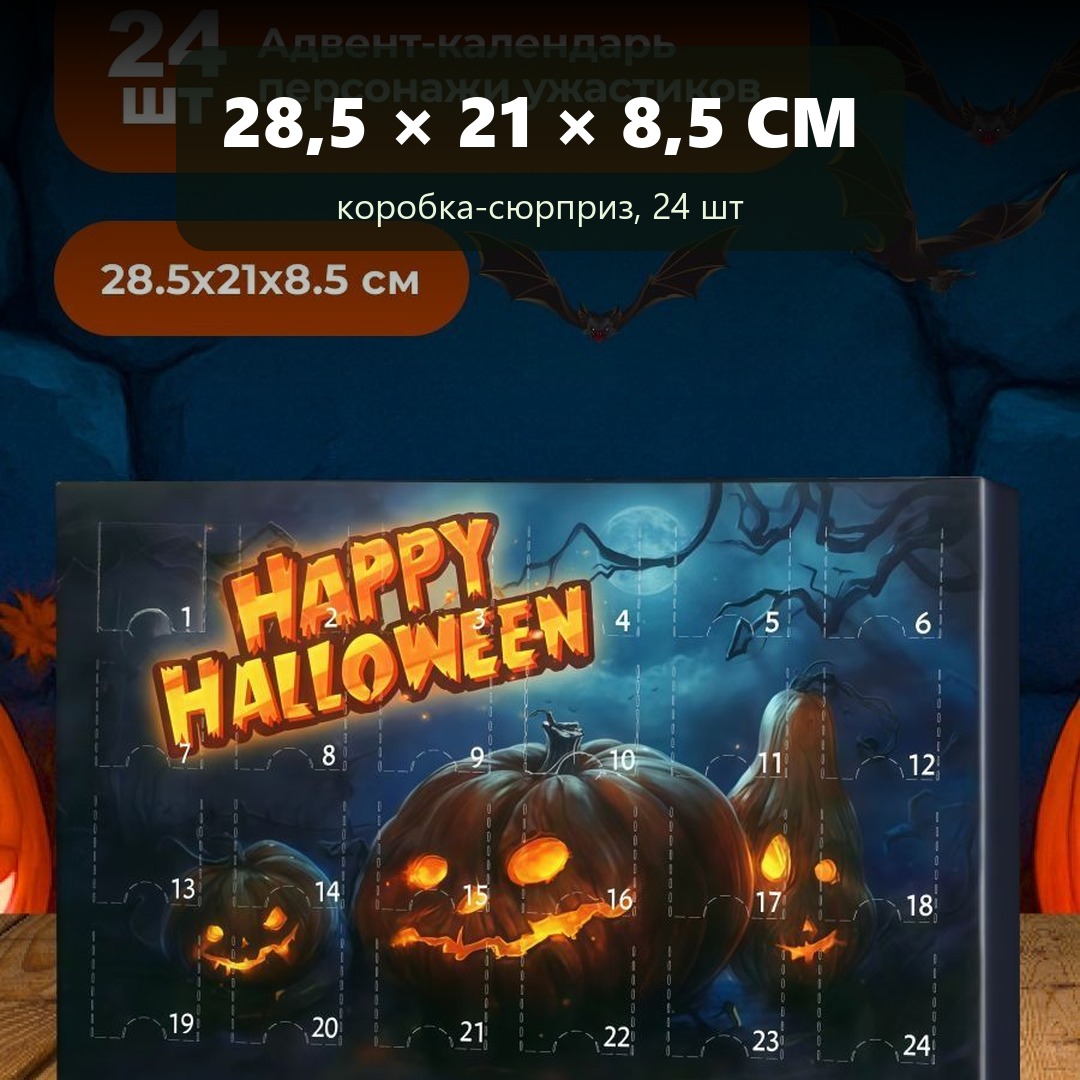 24
шт
Адвент-календарь
персонажи ужастиков
28,5 × 21 × 8,5 СМ
коробка-сюрприз, 24 шт
28.5х21х8.5 см
HAPPY
HALLOWEEN
1 2 3 4 5 6
7 8 9 10 11 12
13 14 15 16 17 18
19 20 21 22 23 24